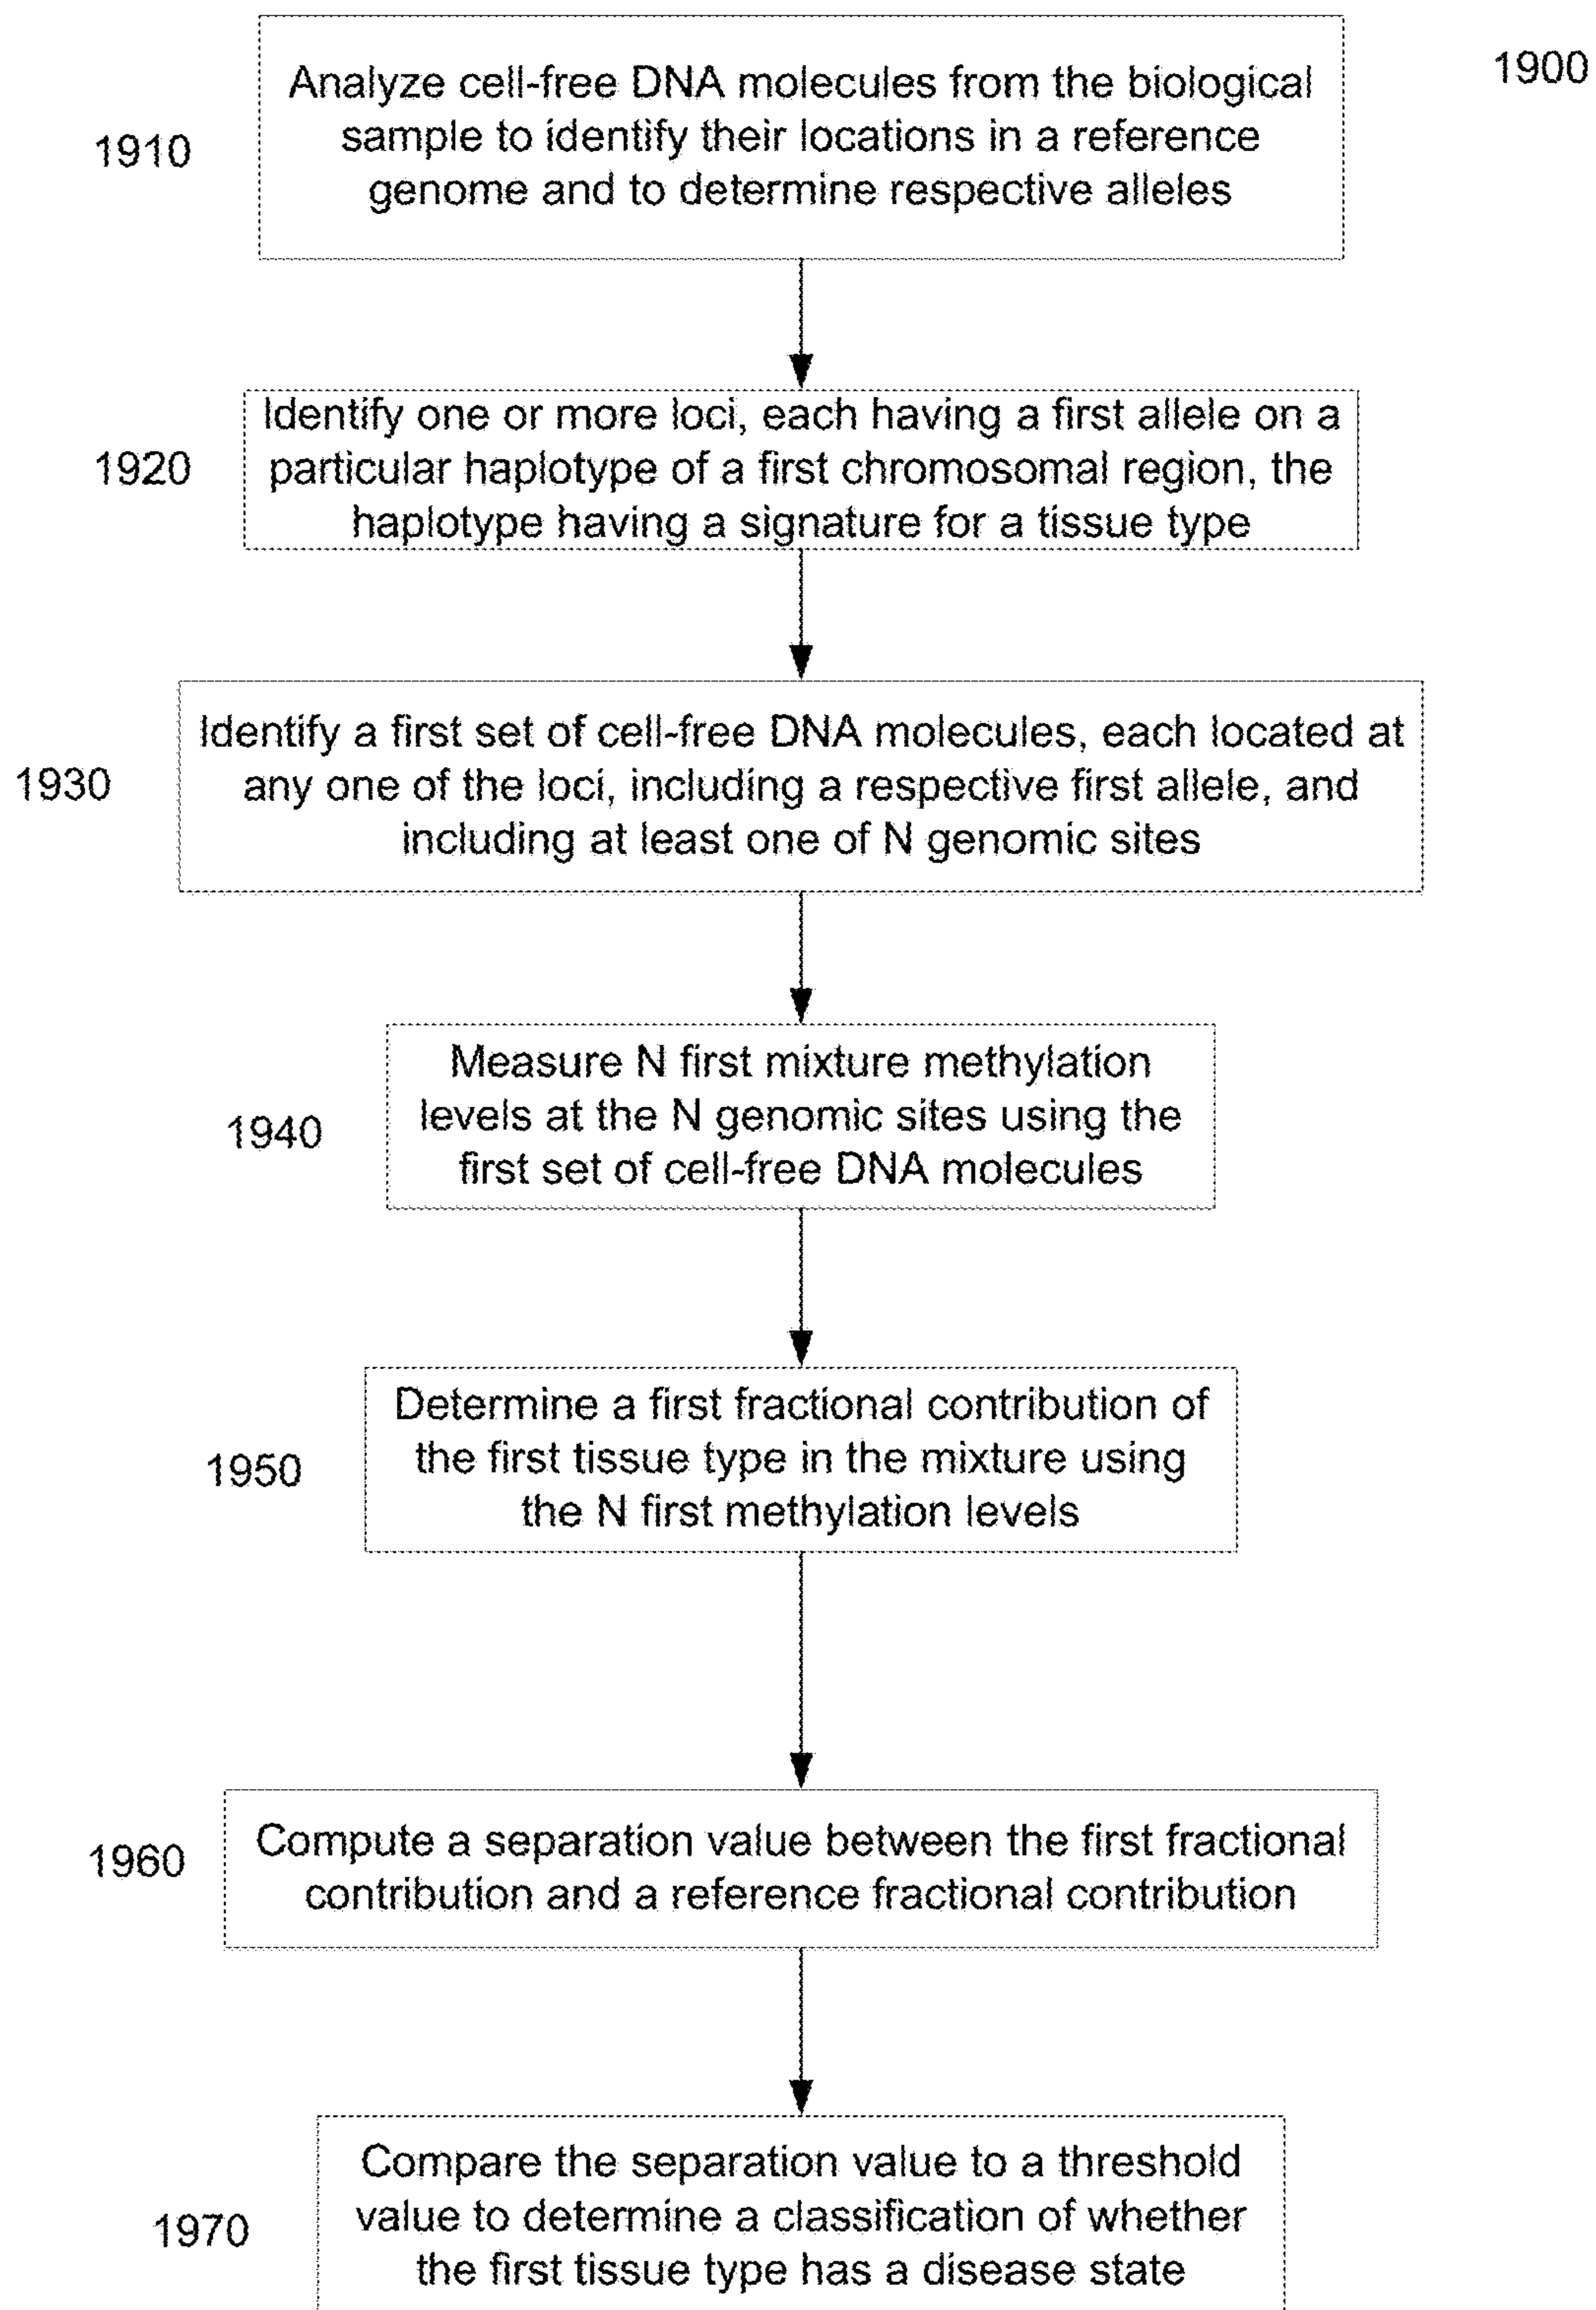 1900
Analyze cell-free DNA molecules from the biological
sample to identify their locations in a reference
genome and to determine respective alleles
1910
Identify one or more loci, each having a first allele on a
particular haplotype of a first chromosomal region, the
haplotype having a signature for a tissue type
1920
Identify a first set of cell-free DNA molecules, each located at
any one of the loci, including a respective first allele, and
including at least one of N genomic sites
1930
Measure N first mixture methylation
levels at the N genomic sites using the
first set of cell-free DNA molecules
1940
Determine a first fractional contribution of
the first tissue type in the mixture using
the N first methylation levels
1950
Compute a separation value between the first fractional
contribution and a reference fractional contribution
1960
Compare the separation value to a threshold
value to determine a classification of whether
the first tissue type has a disease state
1970